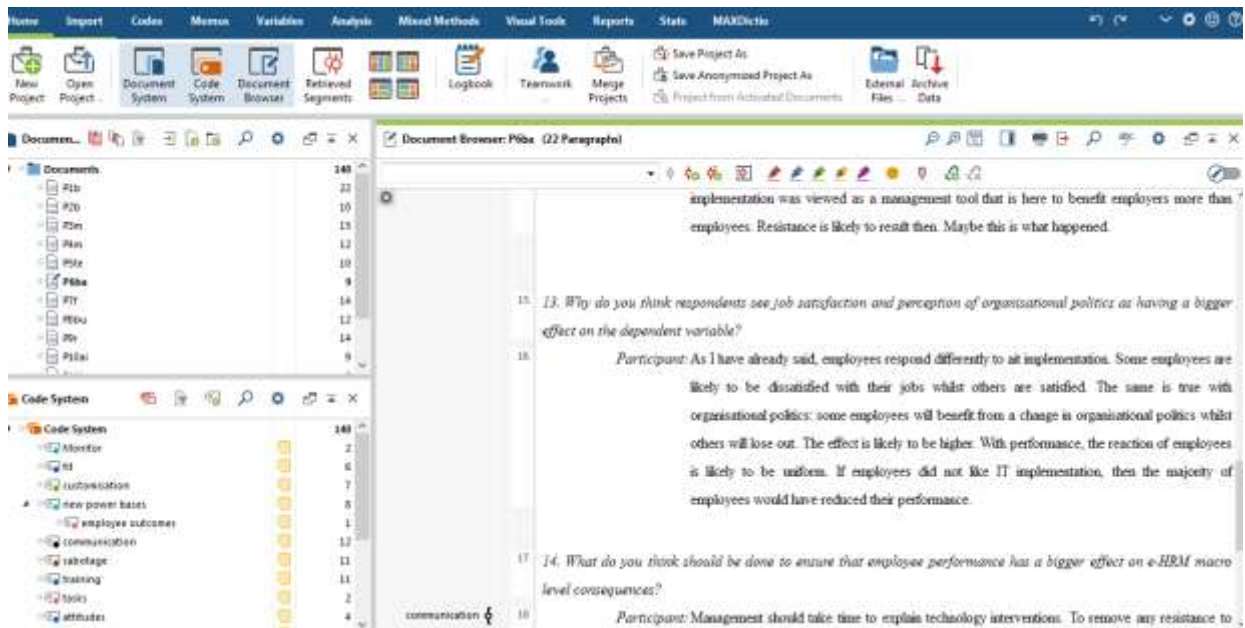 Home Import Codes Memos Variables Analysis Mixed Methods Visual Tools Reports Stats MAXDictio
New Project
Open Project
Document System
Code System
Document Browser
Retrieved Segments
Logbook
Teamwork
Merge Projects
Save Project As
Save Anonymized Project As
Project from Activated Documents
External Files
Archive Data
Documen...
Documents 140
P1b 22
P2b 10
12
10
P6ba 9
P7f 14
12
14
9
Code System
Code System 140
Monitor 2
fit 6
customisation 7
new power bases 8
employee outcomes 1
communication 12
sabotage 11
training 11
tasks 2
attitudes 4
Document Browser: P6ba (22 Paragraphs)
implementation was viewed as a management tool that is here to benefit employers more than
employees. Resistance is likely to result then. Maybe this is what happened.
15 13. Why do you think respondents see job satisfaction and perception of organisational politics as having a bigger
effect on the dependent variable?
16 Participant: As I have already said, employees respond differently to ait implementation. Some employees are
likely to be dissatisfied with their jobs whilst others are satisfied. The same is true with
organisational politics: some employees will benefit from a change in organisational politics whilst
others will lose out. The effect is likely to be higher. With performance, the reaction of employees
is likely to be uniform. If employees did not like IT implementation, then the majority of
employees would have reduced their performance.
17 14. What do you think should be done to ensure that employee performance has a bigger effect on e-HRM macro
level consequences?
communication 18 Participant: Management should take time to explain technology interventions. To remove any resistance to